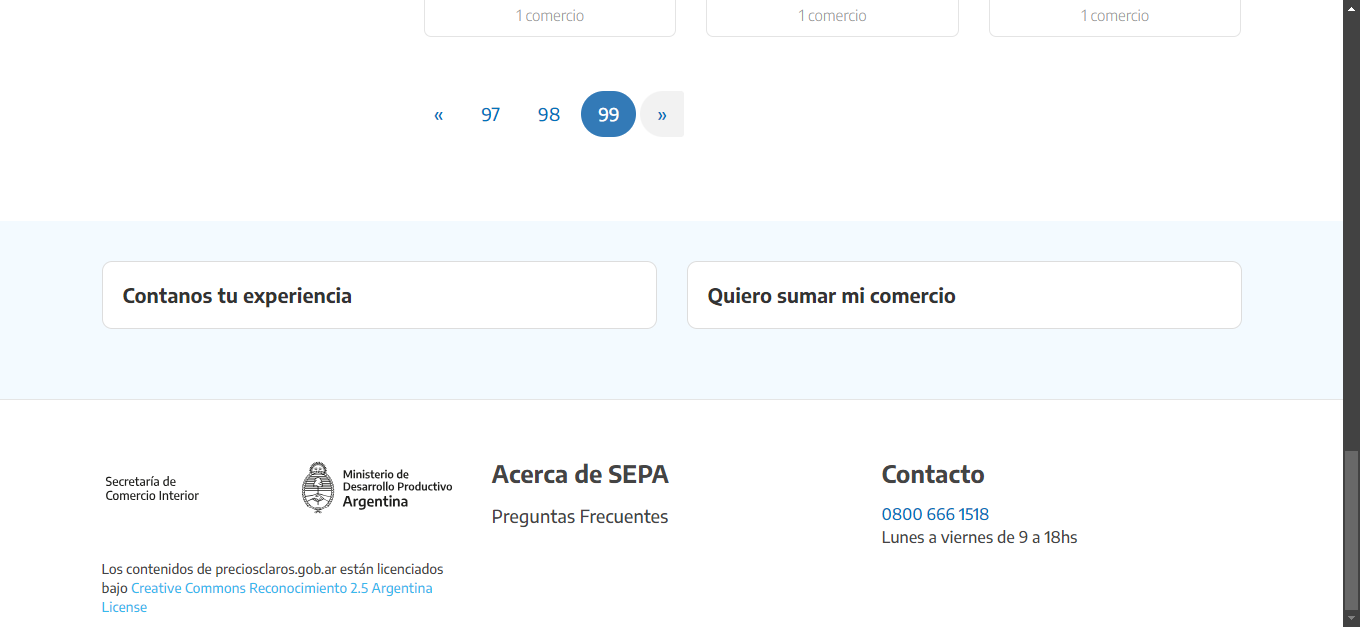 1 comercio
1 comercio
1 comercio
« 97 98 99 »
Contanos tu experiencia
Quiero sumar mi comercio
Secretaría de
Comercio Interior
Ministerio de
Desarrollo Productivo
Argentina
Los contenidos de preciosclaros.gob.ar están licenciados
bajo Creative Commons Reconocimiento 2.5 Argentina
License
Acerca de SEPA
Preguntas Frecuentes
Contacto
0800 666 1518
Lunes a viernes de 9 a 18hs